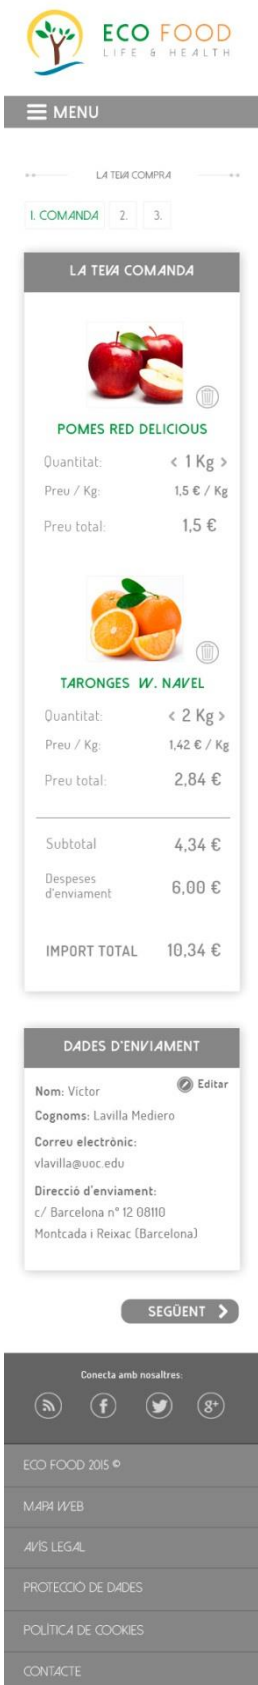 ECO FOOD
LIFE & HEALTH
MENU
LA TEVA COMPRA
1. COMANDA 2. 3.
LA TEVA COMANDA
POMES RED DELICIOUS
Quantitat: < 1 Kg >
Preu / Kg: 1,5 € / Kg
Preu total: 1,5 €
TARONGES W. NAVEL
Quantitat: < 2 Kg >
Preu / Kg: 1,42 € / Kg
Preu total: 2,84 €
Subtotal 4,34 €
Despeses
d'enviament 6,00 €
IMPORT TOTAL 10,34 €
DADES D'ENVIAMENT
Editar
Nom: Víctor
Cognoms: Lavilla Mediero
Correu electrònic:
vlavilla@uoc.edu
Direcció d'enviament:
c/ Barcelona nº 12 08110
Montcada i Reixac (Barcelona)
SEGÜENT >
Conecta amb nosaltres:
f g+
ECO FOOD 2015 ©
MAPA WEB
AVÍS LEGAL
PROTECCIÓ DE DADES
POLÍTICA DE COOKIES
CONTACTE